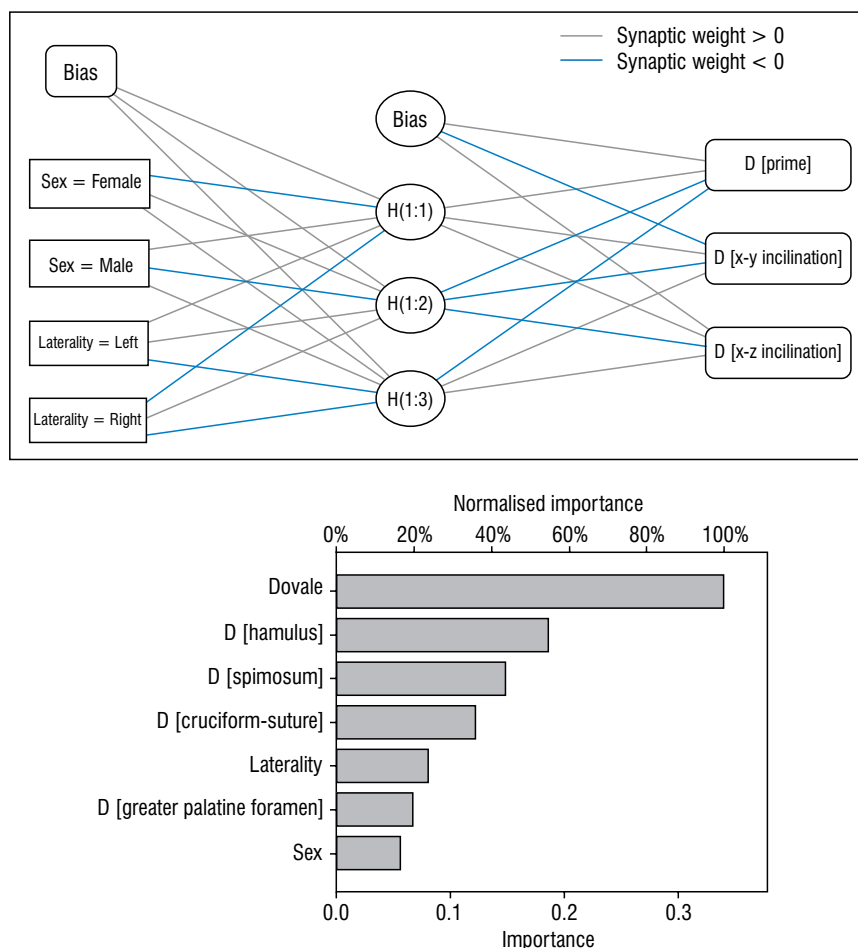 Synaptic weight > 0
Synaptic weight < 0
Bias
Bias
Sex = Female
Sex = Male
Laterality = Left
Laterality = Right
H(1:1)
H(1:2)
H(1:3)
D [prime]
D [x-y incilination]
D [x-z incilination]
Normalised importance
0% 20% 40% 60% 80% 100%
Dovale
D [hamulus]
D [spimosum]
D [cruciform-suture]
Laterality
D [greater palatine foramen]
Sex
0.0 0.1 0.2 0.3
Importance